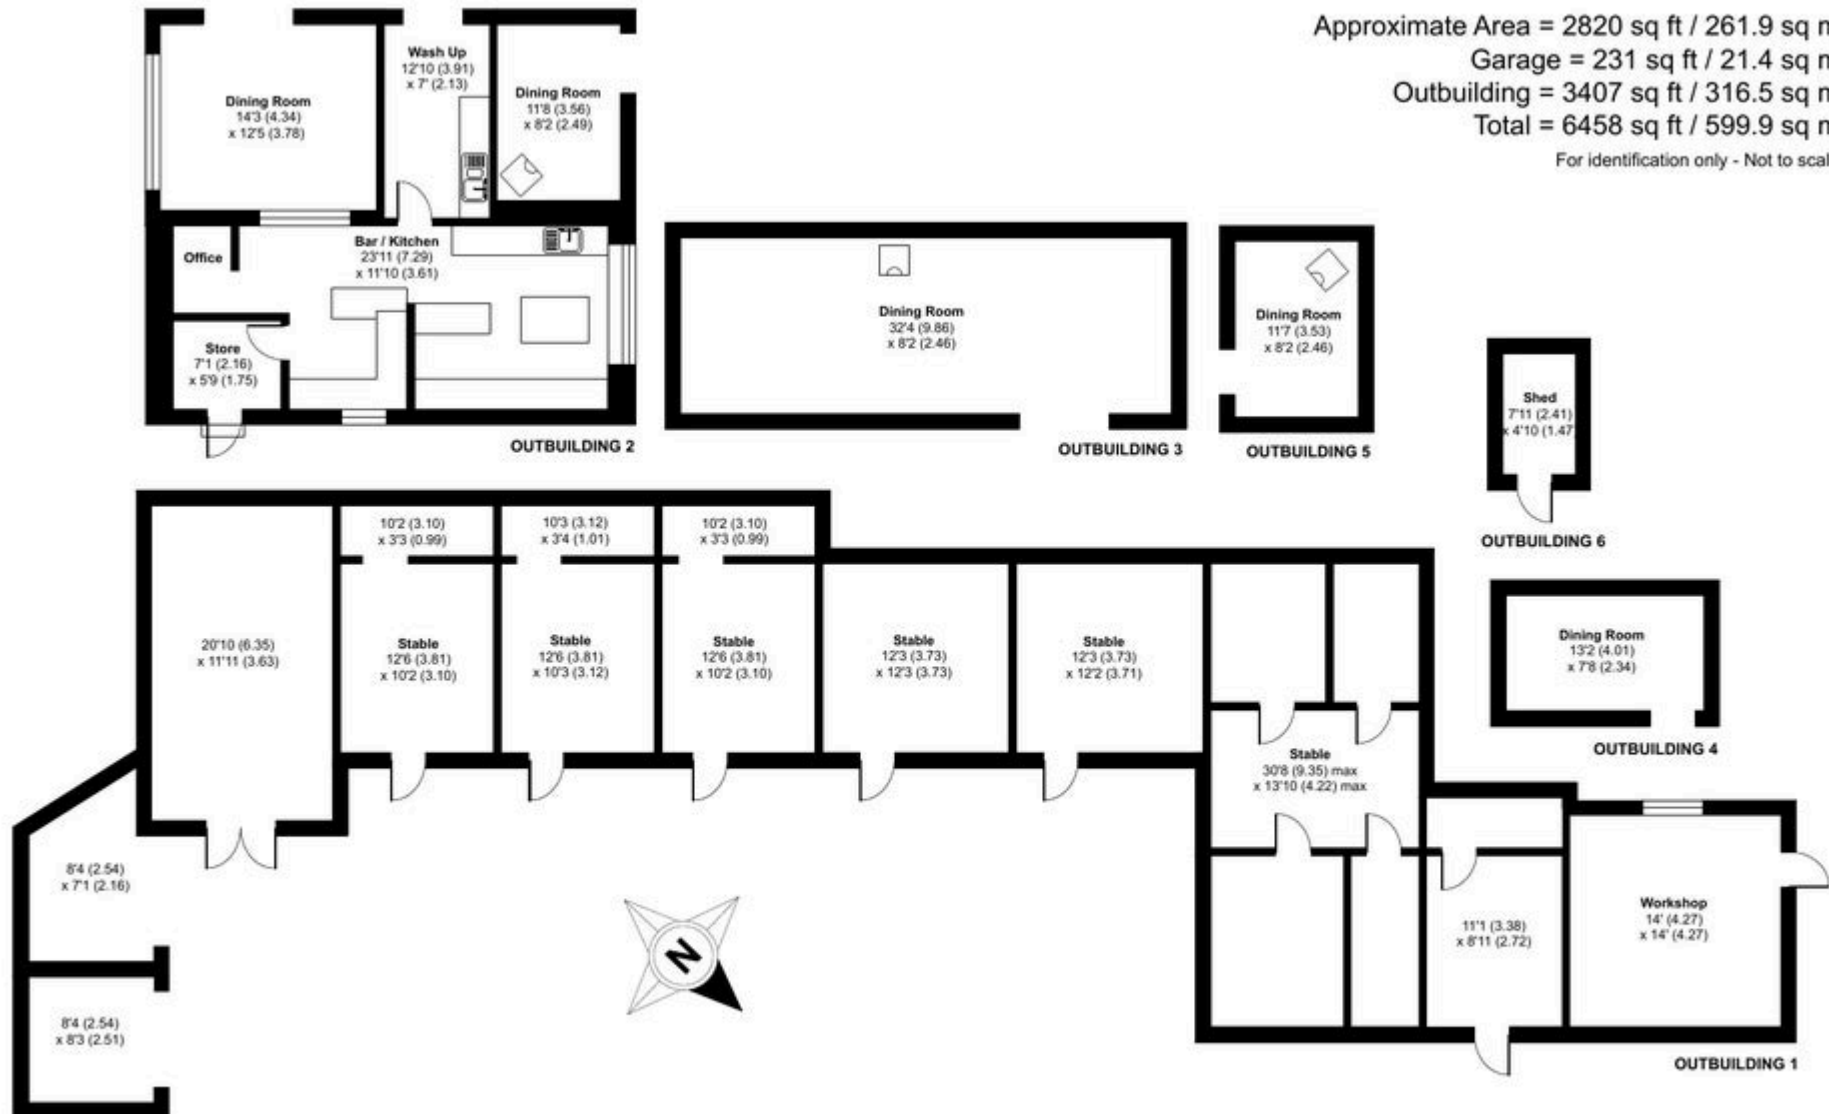 Approximate Area = 2820 sq ft / 261.9 sq m
Garage = 231 sq ft / 21.4 sq m
Outbuilding = 3407 sq ft / 316.5 sq m
Total = 6458 sq ft / 599.9 sq m
For identification only - Not to scal
Dining Room
14'3 (4.34)
x 12'5 (3.78)
Wash Up
12'10 (3.91)
x 7' (2.13)
Dining Room
11'8 (3.56)
x 8'2 (2.49)
Office
Bar / Kitchen
23'11 (7.29)
x 11'10 (3.61)
Store
7'1 (2.16)
x 5'9 (1.75)
OUTBUILDING 2
Dining Room
32'4 (9.86)
x 8'2 (2.46)
OUTBUILDING 3
Dining Room
11'7 (3.53)
x 8'2 (2.46)
OUTBUILDING 5
Shed
7'11 (2.41)
x 4'10 (1.47)
OUTBUILDING 6
Dining Room
13'2 (4.01)
x 7'8 (2.34)
OUTBUILDING 4
20'10 (6.35)
x 11'11 (3.63)
10'2 (3.10)
x 3'3 (0.99)
10'3 (3.12)
x 3'4 (1.01)
10'2 (3.10)
x 3'3 (0.99)
Stable
12'6 (3.81)
x 10'2 (3.10)
Stable
12'6 (3.81)
x 10'3 (3.12)
Stable
12'6 (3.81)
x 10'2 (3.10)
Stable
12'3 (3.73)
x 12'3 (3.73)
Stable
12'3 (3.73)
x 12'2 (3.71)
Stable
30'8 (9.35) max
x 13'10 (4.22) max
8'4 (2.54)
x 7'1 (2.16)
8'4 (2.54)
x 8'3 (2.51)
N
11'1 (3.38)
x 8'11 (2.72)
Workshop
14' (4.27)
x 14' (4.27)
OUTBUILDING 1